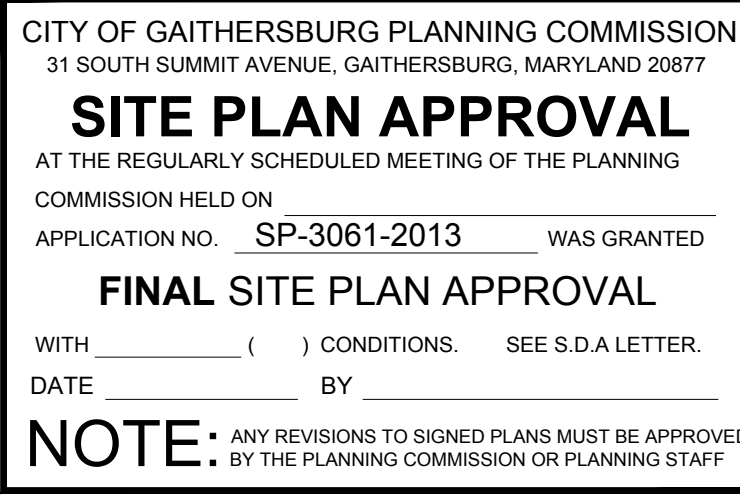 CITY OF GAITHERSBURG PLANNING COMMISSION
31 SOUTH SUMMIT AVENUE, GAITHERSBURG, MARYLAND 20877
SITE PLAN APPROVAL
AT THE REGULARLY SCHEDULED MEETING OF THE PLANNING
COMMISSION HELD ON
APPLICATION NO. SP-3061-2013 WAS GRANTED
FINAL SITE PLAN APPROVAL
WITH ____________ ( ) CONDITIONS. SEE S.D.A LETTER.
DATE ____________ BY ____________
NOTE: ANY REVISIONS TO SIGNED PLANS MUST BE APPROVED
BY THE PLANNING COMMISSION OR PLANNING STAFF